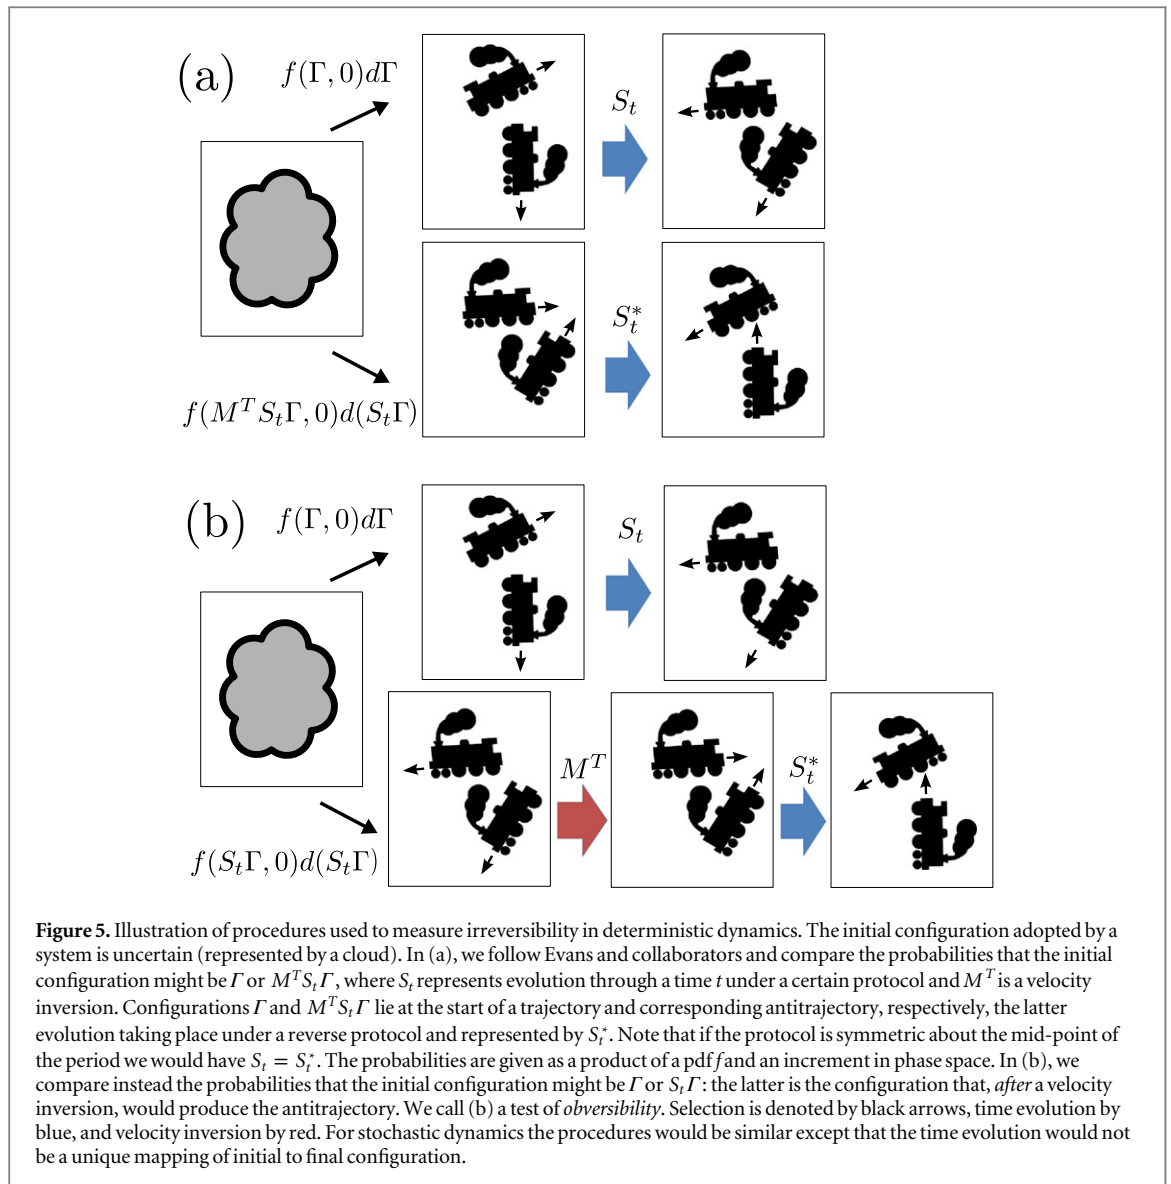 (a)
f(Γ, 0)dΓ
S_t
S_t^*
f(M^T S_tΓ, 0)d(S_tΓ)
(b)
f(Γ, 0)dΓ
S_t
M^T
S_t^*
f(S_tΓ, 0)d(S_tΓ)
Figure 5. Illustration of procedures used to measure irreversibility in deterministic dynamics. The initial configuration adopted by a
system is uncertain (represented by a cloud). In (a), we follow Evans and collaborators and compare the probabilities that the initial
configuration might be Γ or M^T S_t Γ, where S_t represents evolution through a time t under a certain protocol and M^T is a velocity
inversion. Configurations Γ and M^T S_t Γ lie at the start of a trajectory and corresponding antitrajectory, respectively, the latter
evolution taking place under a reverse protocol and represented by S_t^*. Note that if the protocol is symmetric about the mid-point of
the period we would have S_t = S_t^*. The probabilities are given as a product of a pdf f and an increment in phase space. In (b), we
compare instead the probabilities that the initial configuration might be Γ or S_t Γ: the latter is the configuration that, after a velocity
inversion, would produce the antitrajectory. We call (b) a test of obversibility. Selection is denoted by black arrows, time evolution by
blue, and velocity inversion by red. For stochastic dynamics the procedures would be similar except that the time evolution would not
be a unique mapping of initial to final configuration.